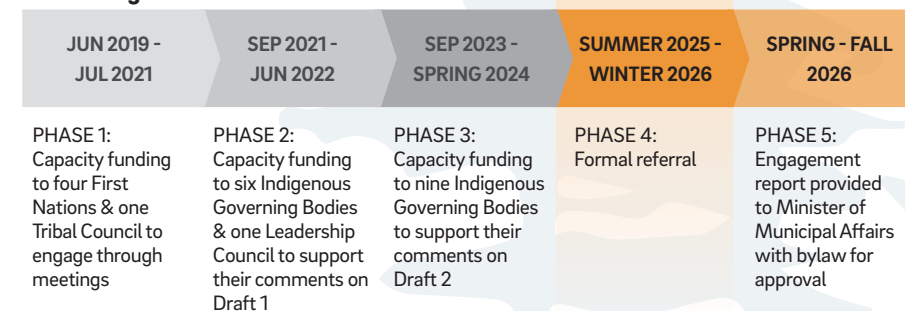 JUN 2019 -
JUL 2021
SEP 2021 -
JUN 2022
SEP 2023 -
SPRING 2024
SUMMER 2025 -
WINTER 2026
SPRING - FALL
2026
PHASE 1:
Capacity funding
to four First
Nations & one
Tribal Council to
engage through
meetings
PHASE 2:
Capacity funding
to six Indigenous
Governing Bodies
& one Leadership
Council to support
their comments on
Draft 1
PHASE 3:
Capacity funding
to nine Indigenous
Governing Bodies
to support their
comments on
Draft 2
PHASE 4:
Formal referral
PHASE 5:
Engagement
report provided
to Minister of
Municipal Affairs
with bylaw for
approval